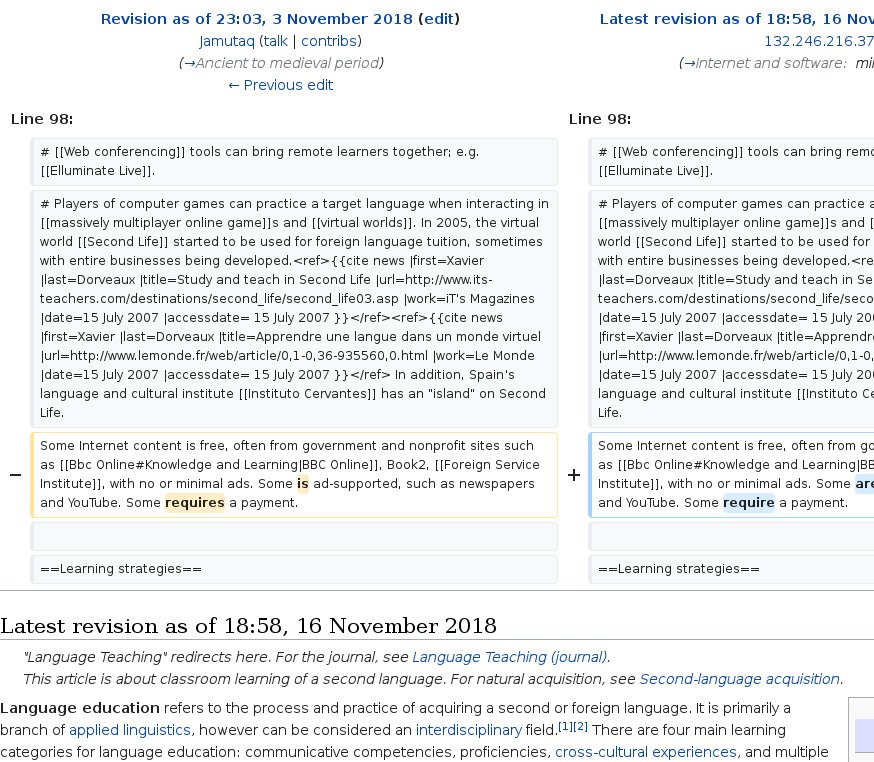 Revision as of 23:03, 3 November 2018 (edit)
Jamutaq (talk | contribs)
(→Ancient to medieval period)
← Previous edit
Latest revision as of 18:58, 16 Nov
132.246.216.37
(→Internet and software: min
Line 98:
# [[Web conferencing]] tools can bring remote learners together; e.g.
[[Elluminate Live]].
# Players of computer games can practice a target language when interacting in
[[massively multiplayer online game]]s and [[virtual worlds]]. In 2005, the virtual
world [[Second Life]] started to be used for foreign language tuition, sometimes
with entire businesses being developed.<ref>{{cite news |first=Xavier
|last=Dorveaux |title=Study and teach in Second Life |url=http://www.its-
teachers.com/destinations/second_life/second_life03.asp |work=iT's Magazines
|date=15 July 2007 |accessdate= 15 July 2007 }}</ref><ref>{{cite news
|first=Xavier |last=Dorveaux |title=Apprendre une langue dans un monde virtuel
|url=http://www.lemonde.fr/web/article/0,1-0,36-935560,0.html |work=Le Monde
|date=15 July 2007 |accessdate= 15 July 2007 }}</ref> In addition, Spain's
language and cultural institute [[Instituto Cervantes]] has an "island" on Second
Life.
− Some Internet content is free, often from government and nonprofit sites such
as [[Bbc Online#Knowledge and Learning|BBC Online]], Book2, [[Foreign Service
Institute]], with no or minimal ads. Some is ad-supported, such as newspapers
and YouTube. Some requires a payment.
==Learning strategies==
Line 98:
# [[Web conferencing]] tools can bring remo
[[Elluminate Live]].
# Players of computer games can practice a
[[massively multiplayer online game]]s and [
world [[Second Life]] started to be used for
with entire businesses being developed.<re
|last=Dorveaux |title=Study and teach in Se
teachers.com/destinations/second_life/seco
|date=15 July 2007 |accessdate= 15 July 20
|first=Xavier |last=Dorveaux |title=Apprendr
|url=http://www.lemonde.fr/web/article/0,1-0,
|date=15 July 2007 |accessdate= 15 July 20
language and cultural institute [[Instituto Ce
Life.
+ Some Internet content is free, often from go
as [[Bbc Online#Knowledge and Learning|BB
Institute]], with no or minimal ads. Some are
and YouTube. Some require a payment.
==Learning strategies==
Latest revision as of 18:58, 16 November 2018
"Language Teaching" redirects here. For the journal, see Language Teaching (journal).
This article is about classroom learning of a second language. For natural acquisition, see Second-language acquisition.
Language education refers to the process and practice of acquiring a second or foreign language. It is primarily a
branch of applied linguistics, however can be considered an interdisciplinary field.[1][2] There are four main learning
categories for language education: communicative competencies, proficiencies, cross-cultural experiences, and multiple